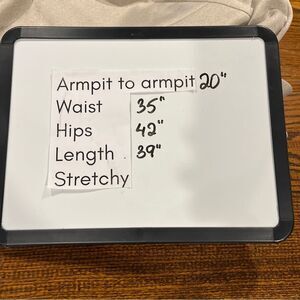 Armpit to armpit 20"
Waist 35"
Hips 42"
Length 39"
Stretchy